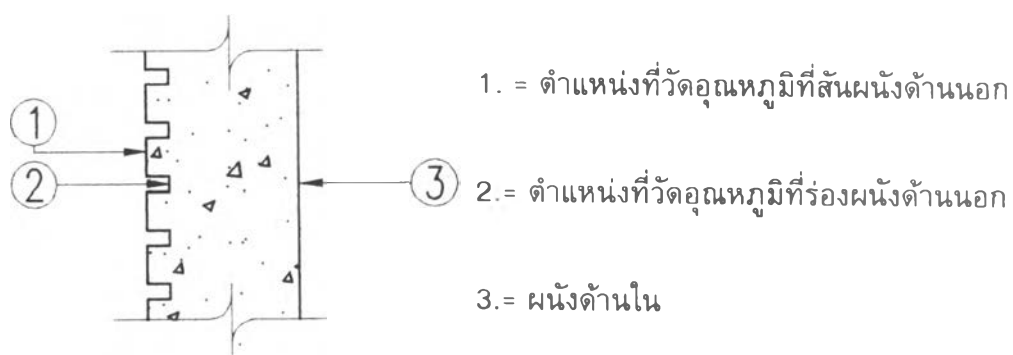 1
2
3
1. = ตำแหน่งที่วัดอุณหภูมิที่สันผนังด้านนอก
2.= ตำแหน่งที่วัดอุณหภูมิที่ร่องผนังด้านนอก
3.= ผนังด้านใน